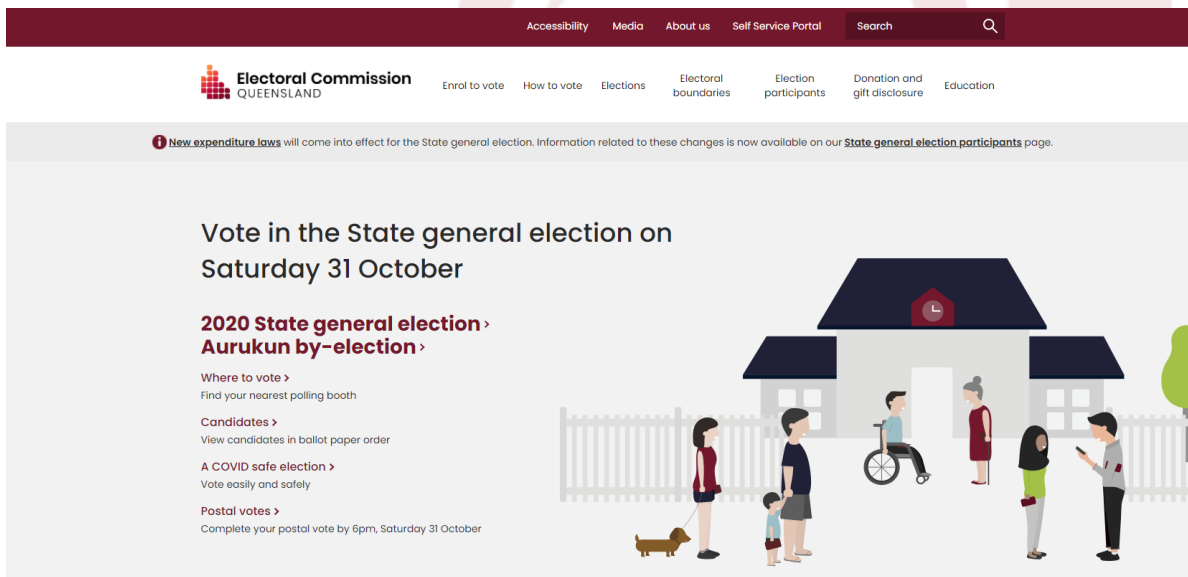 Accessibility Media About us Self Service Portal Search
Electoral Commission
QUEENSLAND
Enrol to vote How to vote Elections Electoral boundaries Election participants Donation and gift disclosure Education
New expenditure laws will come into effect for the State general election. Information related to these changes is now available on our State general election participants page.
Vote in the State general election on
Saturday 31 October
2020 State general election ›
Aurukun by-election ›
Where to vote ›
Find your nearest polling booth
Candidates ›
View candidates in ballot paper order
A COVID safe election ›
Vote easily and safely
Postal votes ›
Complete your postal vote by 6pm, Saturday 31 October